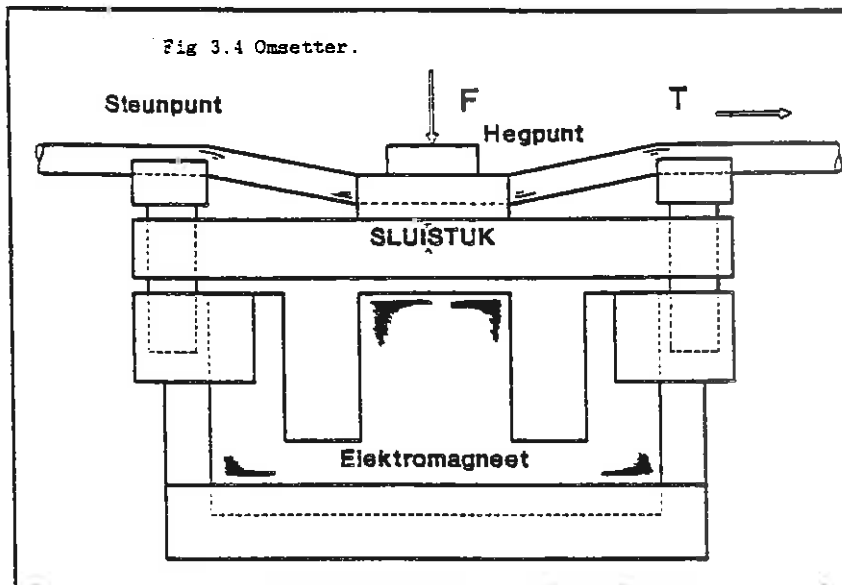 Fig 3.4 Omsetter.
Steunpunt
F
T
Hegpunt
SLUISTUK
Elektromagneet